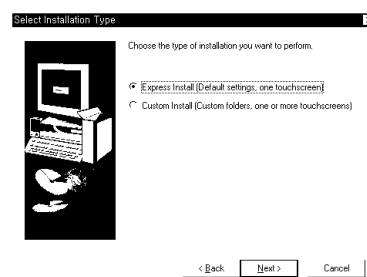 Select Installation Type
Choose the type of installation you want to perform.
Express Install (Default settings, one touchscreen)
Custom Install (Custom folders, one or more touchscreens)
< Back
Next >
Cancel